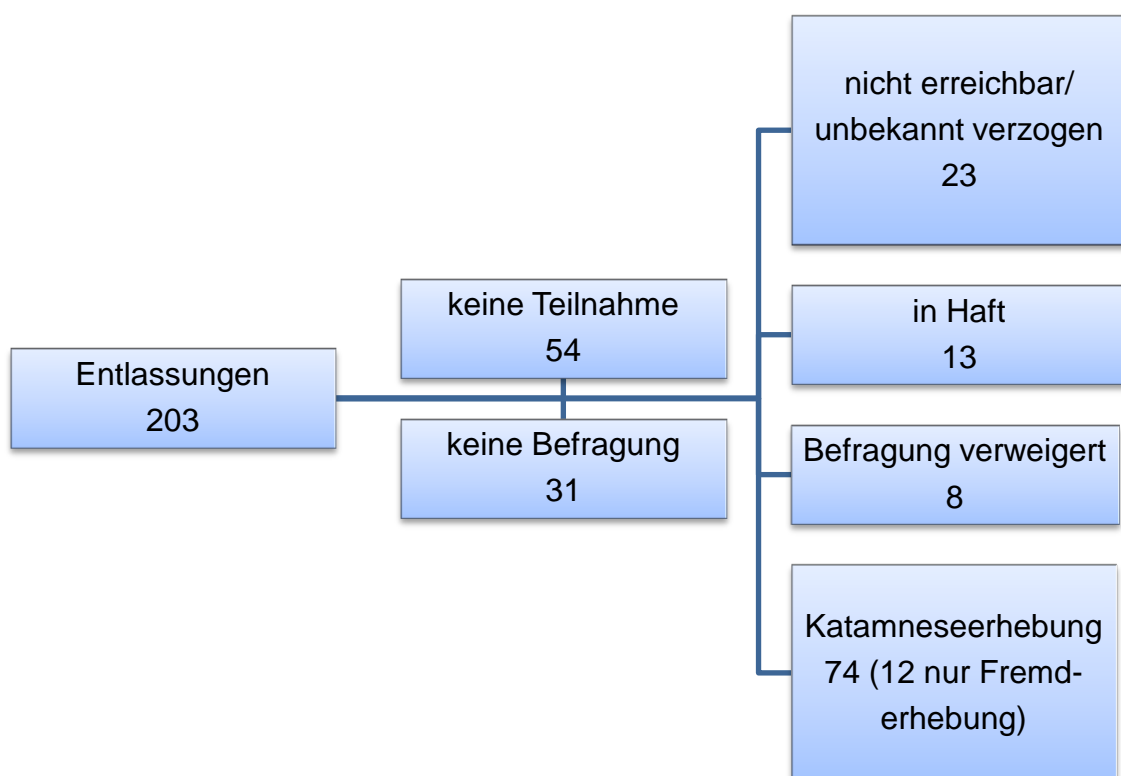 Entlassungen
203
keine Teilnahme
54
keine Befragung
31
nicht erreichbar/
unbekannt verzogen
23
in Haft
13
Befragung verweigert
8
Katamneseerhebung
74 (12 nur Fremd-
erhebung)